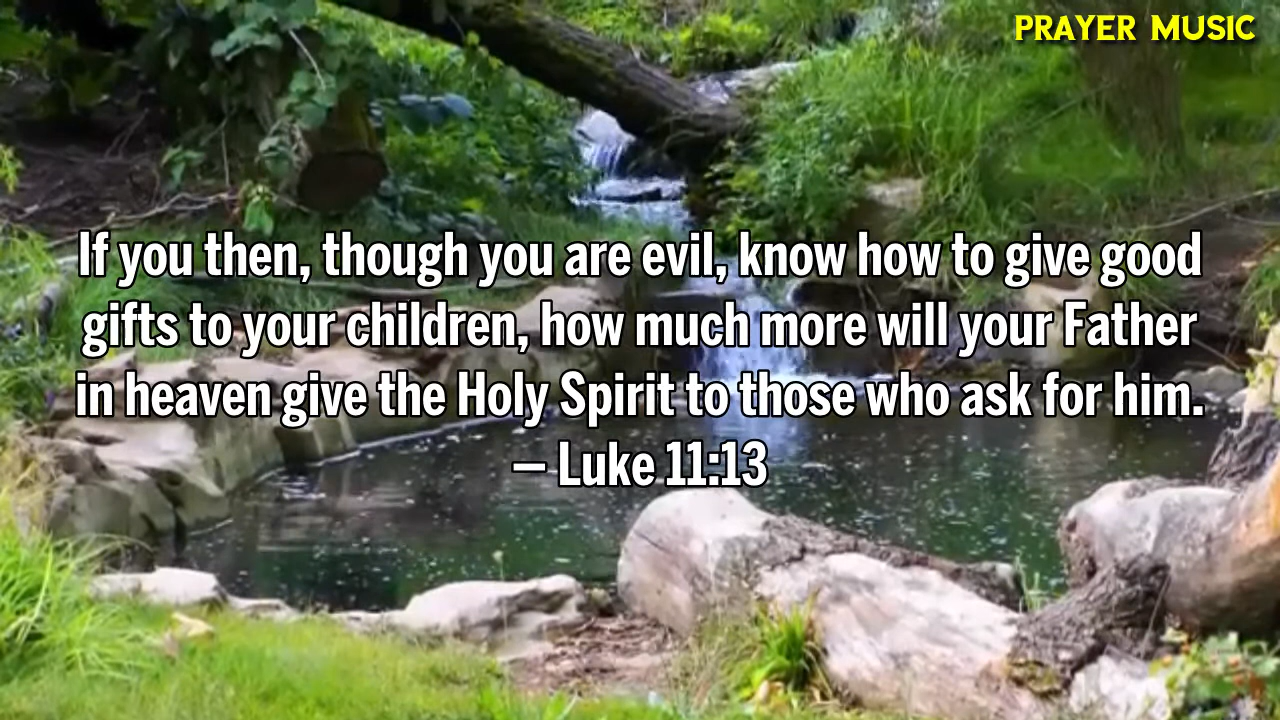 PRAYER MUSIC
If you then, though you are evil, know how to give good
gifts to your children, how much more will your Father
in heaven give the Holy Spirit to those who ask for him.
– Luke 11:13